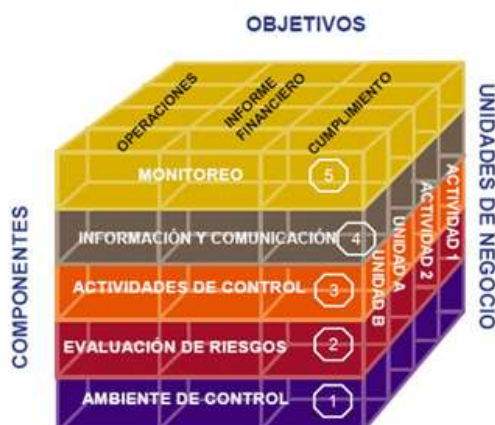 OBJETIVOS
OPERACIONES
INFORME
FINANCIERO
CUMPLIMIENTO
MONITOREO 5
INFORMACIÓN Y COMUNICACIÓN 4
ACTIVIDADES DE CONTROL 3
EVALUACIÓN DE RIESGOS 2
AMBIENTE DE CONTROL 1
COMPONENTES
UNIDAD B
UNIDAD A
ACTIVIDAD 2
ACTIVIDAD 1
UNIDADES DE NEGOCIO